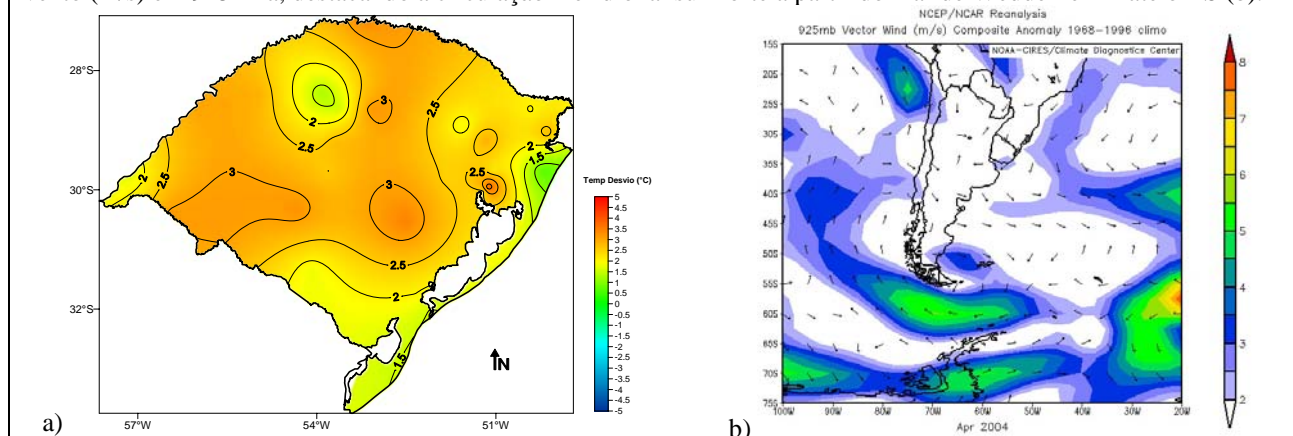 NCEP/NCAR Reanalysis
925mb Vector Wind (m/s) Composite Anomaly 1968-1996 climo
NOAA-CIRES/Climate Diagnostics Center
28°S
30°S
32°S
57°W
54°W
51°W
3
2
2.5
3
2.5
2
2.5
3
2.5
2
1.5
2.5
2
1.5
N
Temp Desvio (°C)
5
4.5
4
3.5
3
2.5
2
1.5
1
0.5
0
-0.5
-1
-1.5
-2
-2.5
-3
-3.5
-4
-4.5
-5
a)
15S
20S
25S
30S
35S
40S
45S
50S
55S
60S
65S
70S
75S
100W
90W
80W
70W
60W
50W
40W
30W
20W
8
7
6
5
4
3
2
b)
Apr 2004